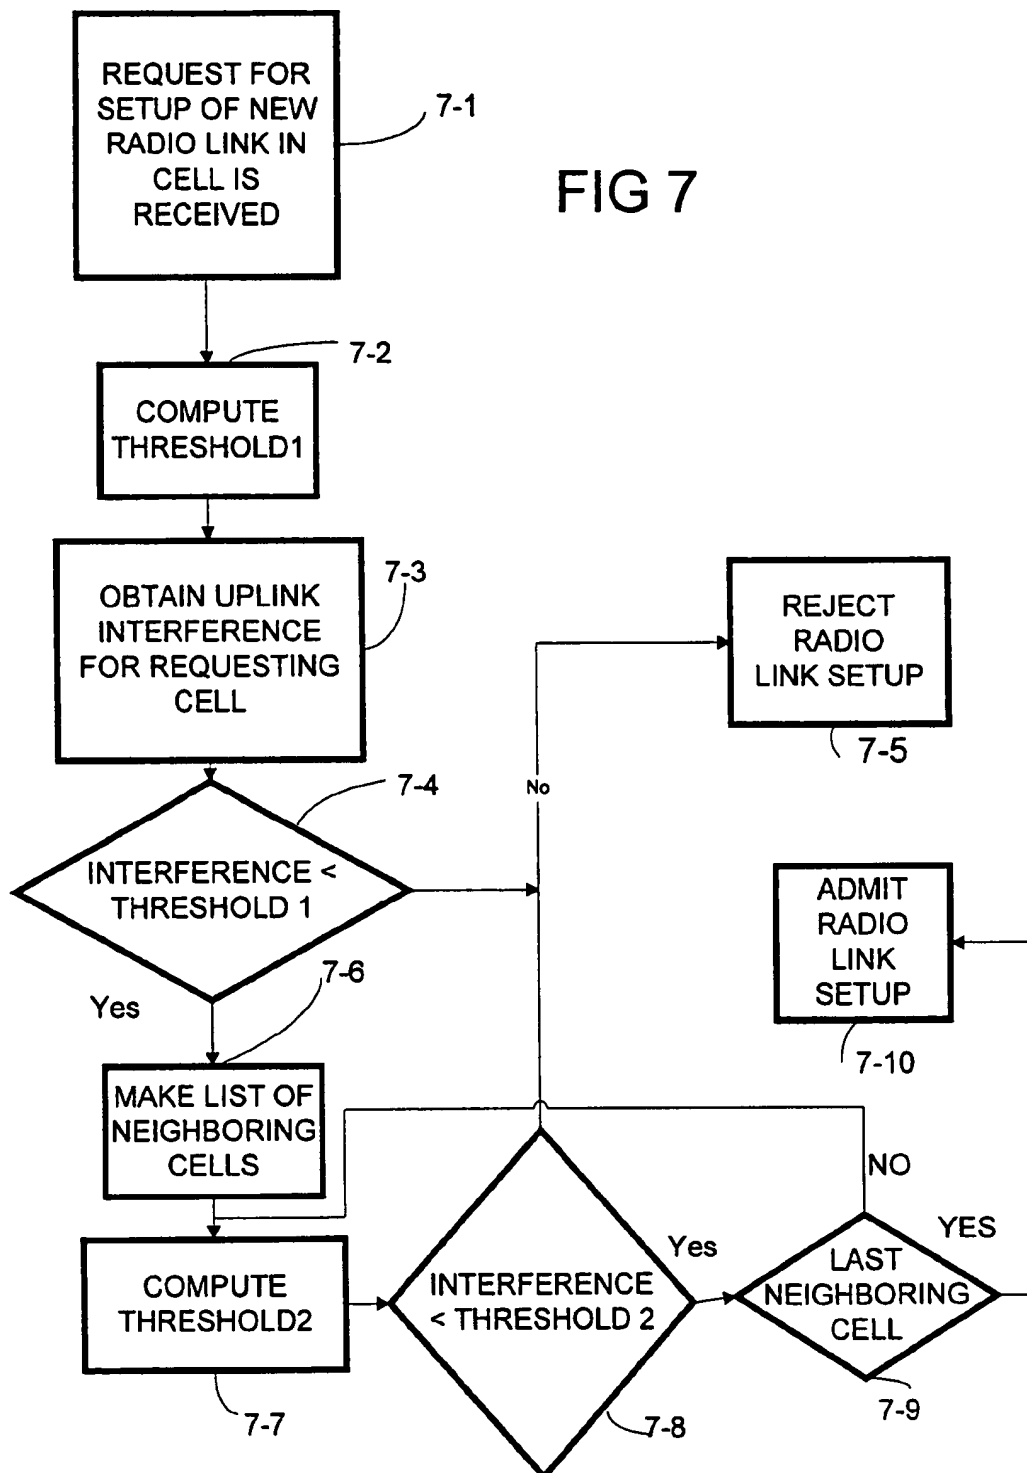 REQUEST FOR
SETUP OF NEW
RADIO LINK IN
CELL IS
RECEIVED
7-1
FIG 7
7-2
COMPUTE
THRESHOLD1
7-3
OBTAIN UPLINK
INTERFERENCE
FOR REQUESTING
CELL
REJECT
RADIO
LINK SETUP
7-5
7-4
No
INTERFERENCE <
THRESHOLD 1
ADMIT
RADIO
LINK
SETUP
7-10
7-6
Yes
MAKE LIST OF
NEIGHBORING
CELLS
NO
YES
Yes
COMPUTE
THRESHOLD2
7-7
INTERFERENCE
< THRESHOLD 2
7-8
LAST
NEIGHBORING
CELL
7-9